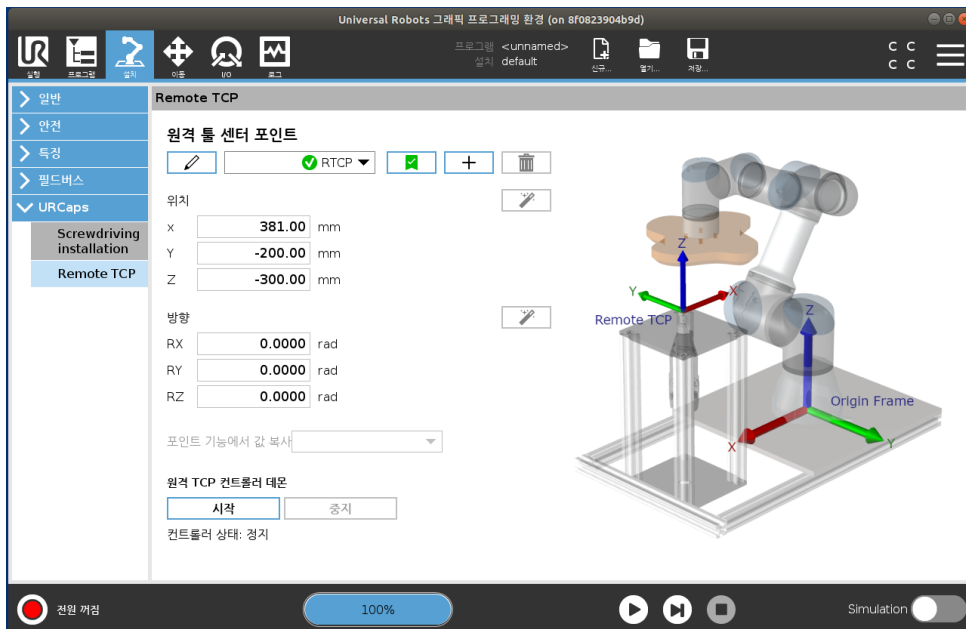 Universal Robots 그래픽 프로그래밍 환경 (on 8f0823904b9d)
UR
실행
프로그램
설치
이동
I/O
로그
프로그램 <unnamed>
설치 default
신규...
열기...
저장...
C C
C C
일반
안전
특징
필드버스
URCaps
Screwdriving
installation
Remote TCP
Remote TCP
원격 툴 센터 포인트
RTCP
위치
x 381.00 mm
Y -200.00 mm
Z -300.00 mm
방향
RX 0.0000 rad
RY 0.0000 rad
RZ 0.0000 rad
포인트 기능에서 값 복사
원격 TCP 컨트롤러 데몬
시작
중지
컨트롤러 상태: 정지
Z
Y
X
Remote TCP
Z
Origin Frame
X
Y
전원 꺼짐
100%
Simulation